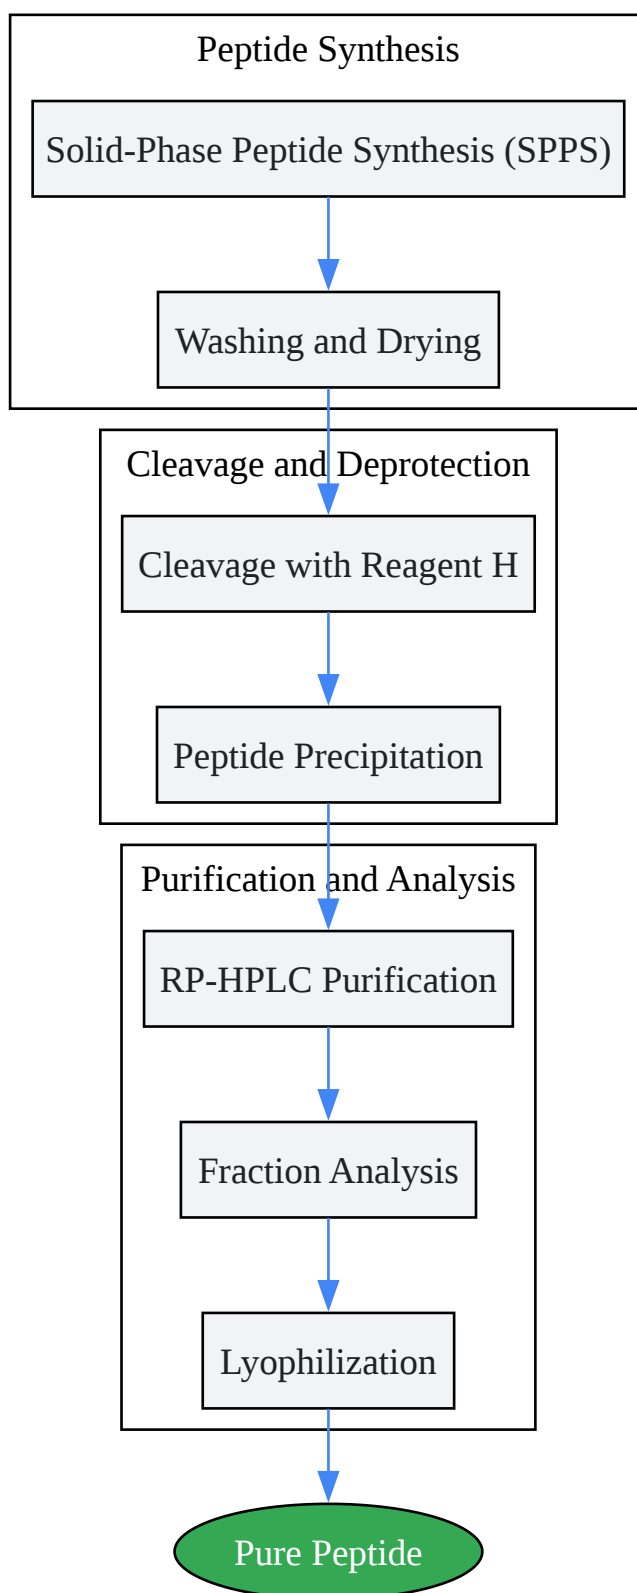 Peptide Synthesis
Solid-Phase Peptide Synthesis (SPPS)
Washing and Drying
Cleavage and Deprotection
Cleavage with Reagent H
Peptide Precipitation
Purification and Analysis
RP-HPLC Purification
Fraction Analysis
Lyophilization
Pure Peptide